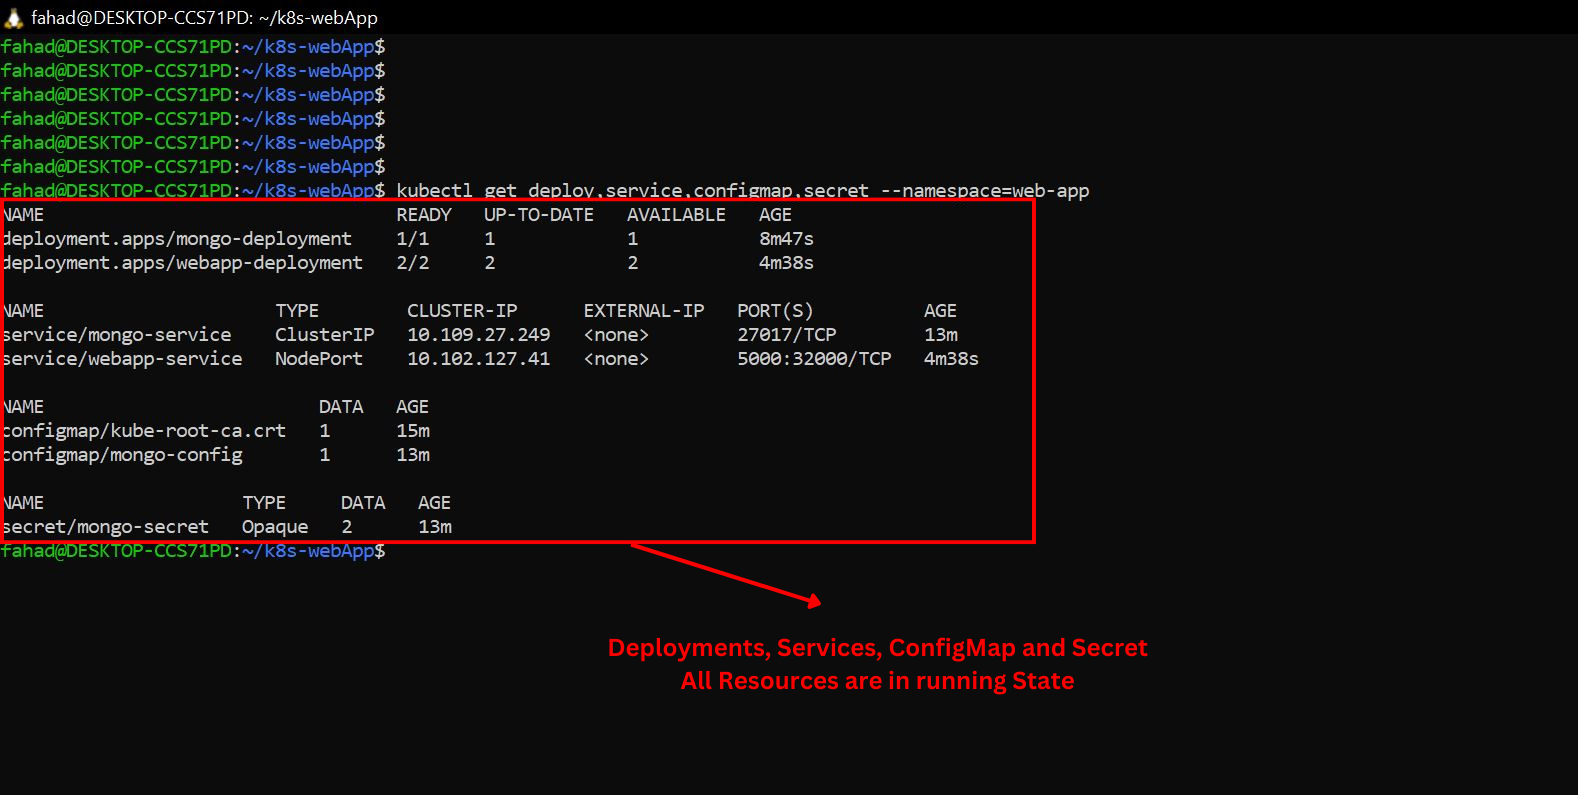 fahad@DESKTOP-CCS71PD: ~/k8s-webApp
fahad@DESKTOP-CCS71PD:~/k8s-webApp$
fahad@DESKTOP-CCS71PD:~/k8s-webApp$
fahad@DESKTOP-CCS71PD:~/k8s-webApp$
fahad@DESKTOP-CCS71PD:~/k8s-webApp$
fahad@DESKTOP-CCS71PD:~/k8s-webApp$
fahad@DESKTOP-CCS71PD:~/k8s-webApp$
fahad@DESKTOP-CCS71PD:~/k8s-webApp$ kubectl get deploy,service,configmap,secret --namespace=web-app
NAME READY UP-TO-DATE AVAILABLE AGE
deployment.apps/mongo-deployment 1/1 1 1 8m47s
deployment.apps/webapp-deployment 2/2 2 2 4m38s
NAME TYPE CLUSTER-IP EXTERNAL-IP PORT(S) AGE
service/mongo-service ClusterIP 10.109.27.249 <none> 27017/TCP 13m
service/webapp-service NodePort 10.102.127.41 <none> 5000:32000/TCP 4m38s
NAME DATA AGE
configmap/kube-root-ca.crt 1 15m
configmap/mongo-config 1 13m
NAME TYPE DATA AGE
secret/mongo-secret Opaque 2 13m
fahad@DESKTOP-CCS71PD:~/k8s-webApp$
Deployments, Services, ConfigMap and Secret
All Resources are in running State